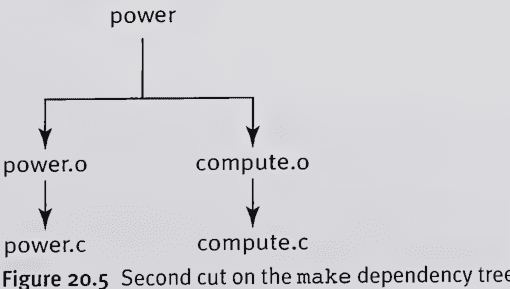 power
power.o compute.o
power.c compute.c
Figure 20.5 Second cut on the make dependency tree